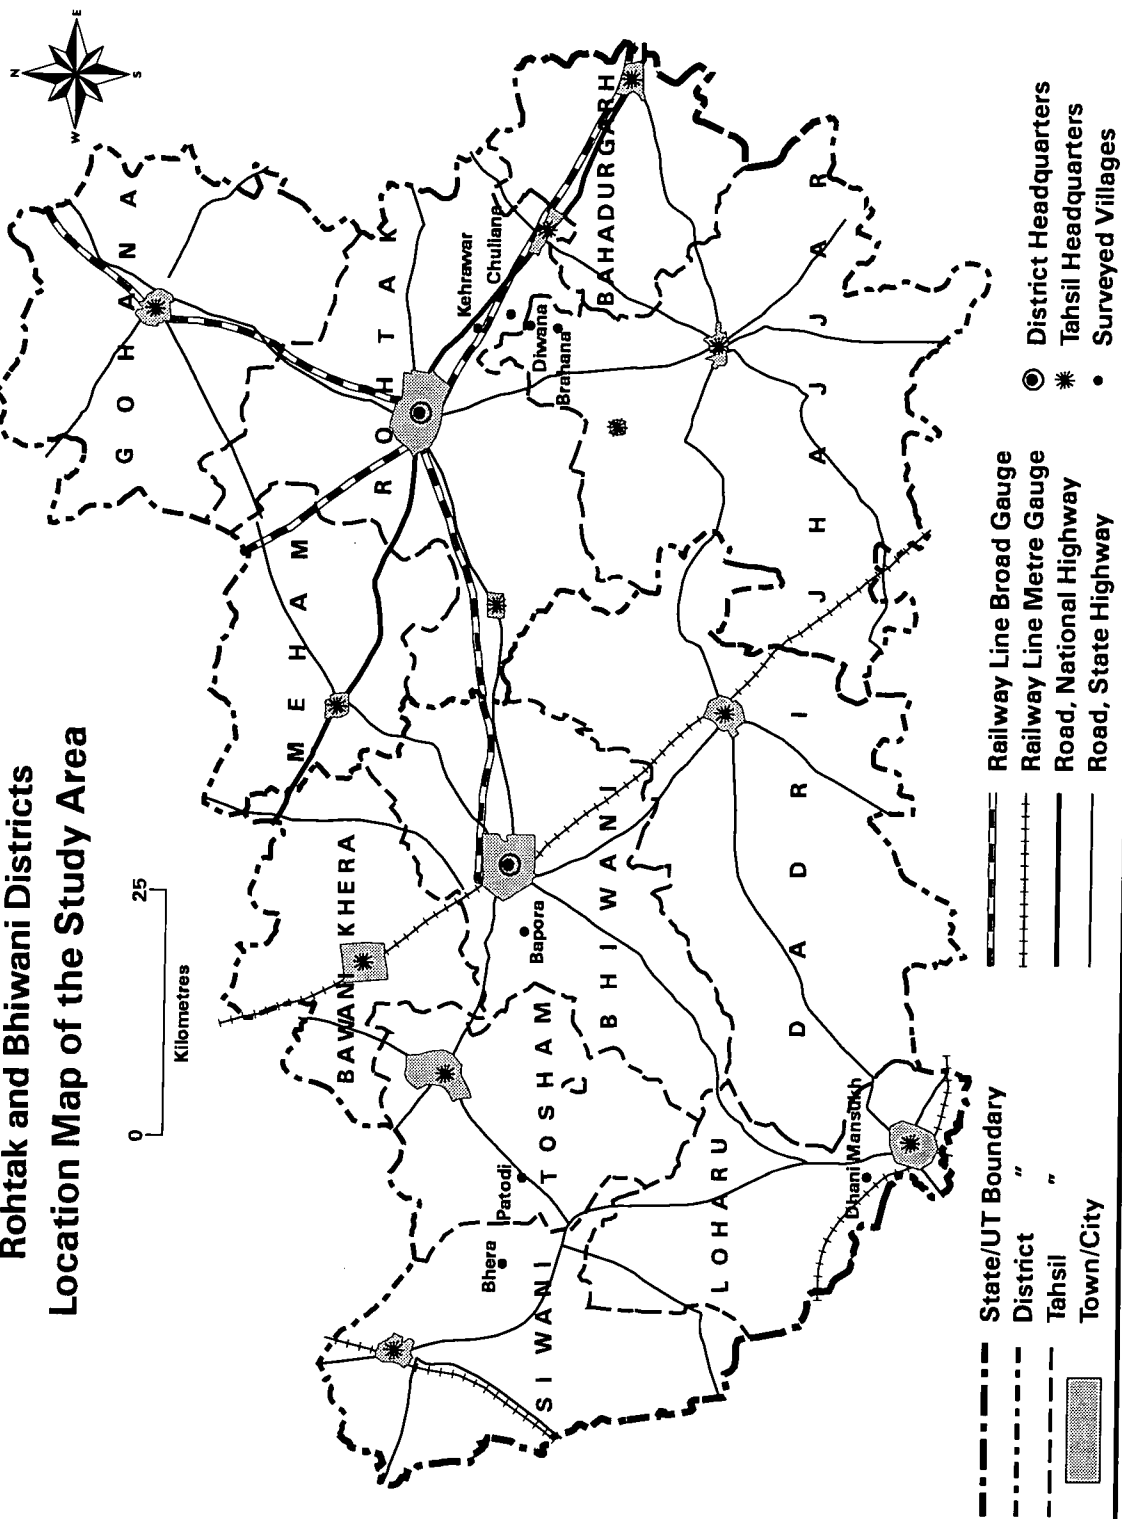 Rohtak and Bhiwani Districts
Location Map of the Study Area
0 25
Kilometres
N
E
S
W
GOHANA
ROHTAK
MEHAM
BAHADURGARH
JHAJJAR
BAWANI KHERA
BHIWANI
DADRI
TOSHAM
SIWANI
LOHARU
Kehrawar
Chuliana
Diwana
Brahana
Bapora
Patodi
Bhera
Dhani Mansukh
State/UT Boundary
District "
Tahsil "
Town/City
Railway Line Broad Gauge
Railway Line Metre Gauge
Road, National Highway
Road, State Highway
District Headquarters
Tahsil Headquarters
Surveyed Villages